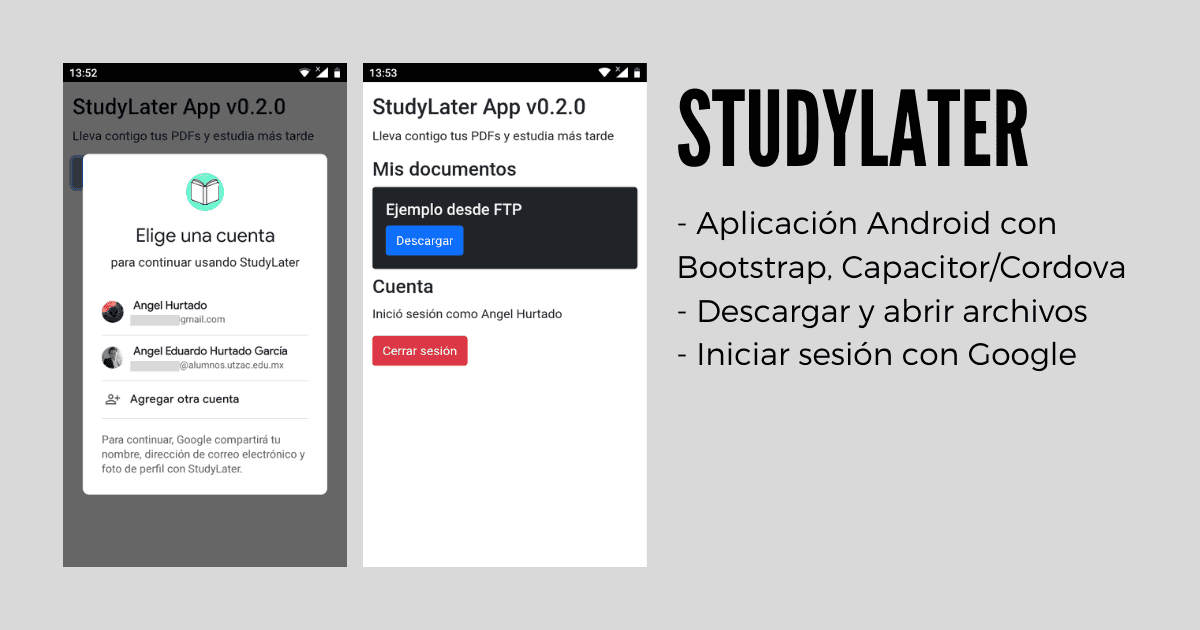 13:52
StudyLater App v0.2.0
Lleva contigo tus PDFs y estudia más tarde
Elige una cuenta
para continuar usando StudyLater
Angel Hurtado
gmail.com
Angel Eduardo Hurtado García
@alumnos.utzac.edu.mx
Agregar otra cuenta
Para continuar, Google compartirá tu
nombre, dirección de correo electrónico y
foto de perfil con StudyLater.
13:53
StudyLater App v0.2.0
Lleva contigo tus PDFs y estudia más tarde
Mis documentos
Ejemplo desde FTP
Descargar
Cuenta
Inició sesión como Angel Hurtado
Cerrar sesión
STUDYLATER
- Aplicación Android con
Bootstrap, Capacitor/Cordova
- Descargar y abrir archivos
- Iniciar sesión con Google